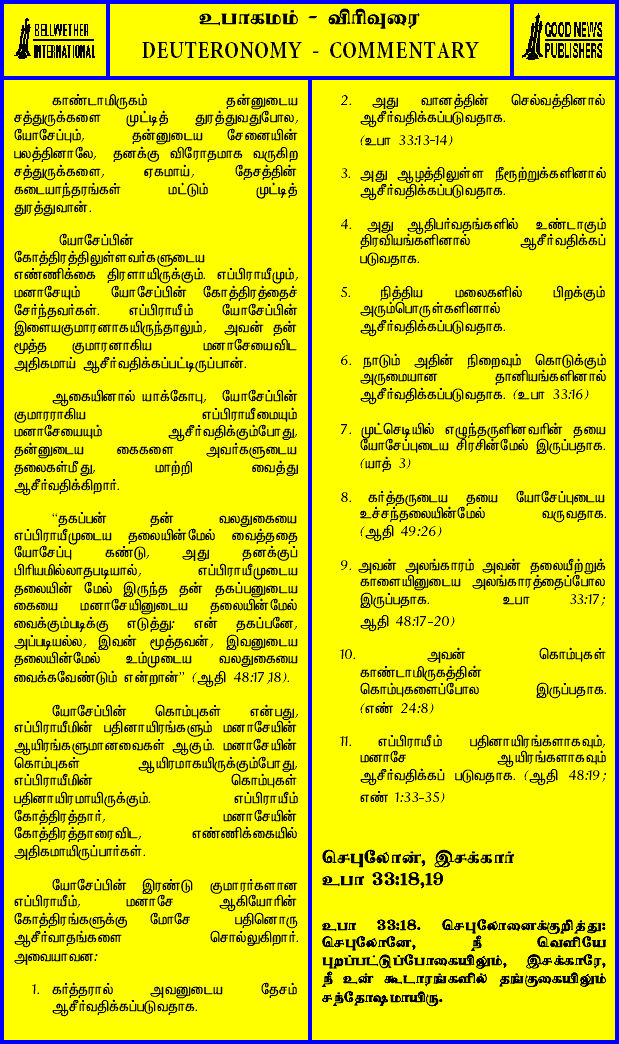 BELLWETHER
INTERNATIONAL
உபாகமம் - விரிவுரை
DEUTERONOMY - COMMENTARY
GOOD NEWS
PUBLISHERS
காண்டாமிருகம் தன்னுடைய
சத்துருக்களை முட்டித் துரத்துவதுபோல,
யோசேப்பும், தன்னுடைய சேனையின்
பலத்தினாலே, தனக்கு விரோதமாக வருகிற
சத்துருக்களை, ஏகமாய், தேசத்தின்
கடையாந்தரங்கள் மட்டும் முட்டித்
துரத்துவான்.
யோசேப்பின்
கோத்திரத்திலுள்ளவர்களுடைய
எண்ணிக்கை திரளாயிருக்கும். எப்பிராயீமும்,
மனாசேயும் யோசேப்பின் கோத்திரத்தைச்
சேர்ந்தவர்கள். எப்பிராயீம் யோசேப்பின்
இளையகுமாரனாகயிருந்தாலும், அவன் தன்
மூத்த குமாரனாகிய மனாசேயைவிட
அதிகமாய் ஆசீர்வதிக்கப்பட்டிருப்பான்.
ஆகையினால் யாக்கோபு, யோசேப்பின்
குமாரராகிய எப்பிராயீமையும்
மனாசேயையும் ஆசீர்வதிக்கும்போது,
தன்னுடைய கைகளை அவர்களுடைய
தலைகள்மீது, மாற்றி வைத்து
ஆசீர்வதிக்கிறார்.
“தகப்பன் தன் வலதுகையை
எப்பிராயீமுடைய தலையின்மேல் வைத்ததை
யோசேப்பு கண்டு, அது தனக்குப்
பிரியமில்லாதபடியால், எப்பிராயீமுடைய
தலையின் மேல் இருந்த தன் தகப்பனுடைய
கையை மனாசேயினுடைய தலையின்மேல்
வைக்கும்படிக்கு எடுத்து: என் தகப்பனே,
அப்படியல்ல, இவன் மூத்தவன், இவனுடைய
தலையின்மேல் உம்முடைய வலதுகையை
வைக்கவேண்டும் என்றான்” (ஆதி 48:17,18).
யோசேப்பின் கொம்புகள் என்பது,
எப்பிராயீமின் பதினாயிரங்களும் மனாசேயின்
ஆயிரங்களுமானவைகள் ஆகும். மனாசேயின்
கொம்புகள் ஆயிரமாகயிருக்கும்போது,
எப்பிராயீமின் கொம்புகள்
பதினாயிரமாயிருக்கும். எப்பிராயீம்
கோத்திரத்தார், மனாசேயின்
கோத்திரத்தாரைவிட, எண்ணிக்கையில்
அதிகமாயிருப்பார்கள்.
யோசேப்பின் இரண்டு குமாரர்களான
எப்பிராயீம், மனாசே ஆகியோரின்
கோத்திரங்களுக்கு மோசே பதினொரு
ஆசீர்வாதங்களை சொல்லுகிறார்.
அவையாவன:
1. கர்த்தரால் அவனுடைய தேசம்
ஆசீர்வதிக்கப்படுவதாக.
2. அது வானத்தின் செல்வத்தினால்
ஆசீர்வதிக்கப்படுவதாக.
(உபா 33:13-14)
3. அது ஆழத்திலுள்ள நீரூற்றுக்களினால்
ஆசீர்வதிக்கப்படுவதாக.
4. அது ஆதிபர்வதங்களில் உண்டாகும்
திரவியங்களினால் ஆசீர்வதிக்கப்
படுவதாக.
5. நித்திய மலைகளில் பிறக்கும்
அரும்பொருள்களினால்
ஆசீர்வதிக்கப்படுவதாக.
6. நாடும் அதின் நிறைவும் கொடுக்கும்
அருமையான தானியங்களினால்
ஆசீர்வதிக்கப்படுவதாக. (உபா 33:16)
7. முட்செடியில் எழுந்தருளினவரின் தயை
யோசேப்புடைய சிரசின்மேல் இருப்பதாக.
(யாத் 3)
8. கர்த்தருடைய தயை யோசேப்புடைய
உச்சந்தலையின்மேல் வருவதாக.
(ஆதி 49:26)
9. அவன் அலங்காரம் அவன் தலையீற்றுக்
காளையினுடைய அலங்காரத்தைப்போல
இருப்பதாக. உபா 33:17;
ஆதி 48:17-20)
10. அவன் கொம்புகள்
காண்டாமிருகத்தின்
கொம்புகளைப்போல இருப்பதாக.
(எண் 24:8)
11. எப்பிராயீம் பதினாயிரங்களாகவும்,
மனாசே ஆயிரங்களாகவும்
ஆசீர்வதிக்கப் படுவதாக. (ஆதி 48:19;
எண் 1:33-35)
செபுலோன், இசக்கார்
உபா 33:18,19
உபா 33:18. செபுலோனைக்குறித்து:
செபுலோனே, நீ வெளியே
புறப்பட்டுப்போகையிலும், இசக்காரே,
நீ உன் கூடாரங்களில் தங்குகையிலும்
சந்தோஷமாயிரு.